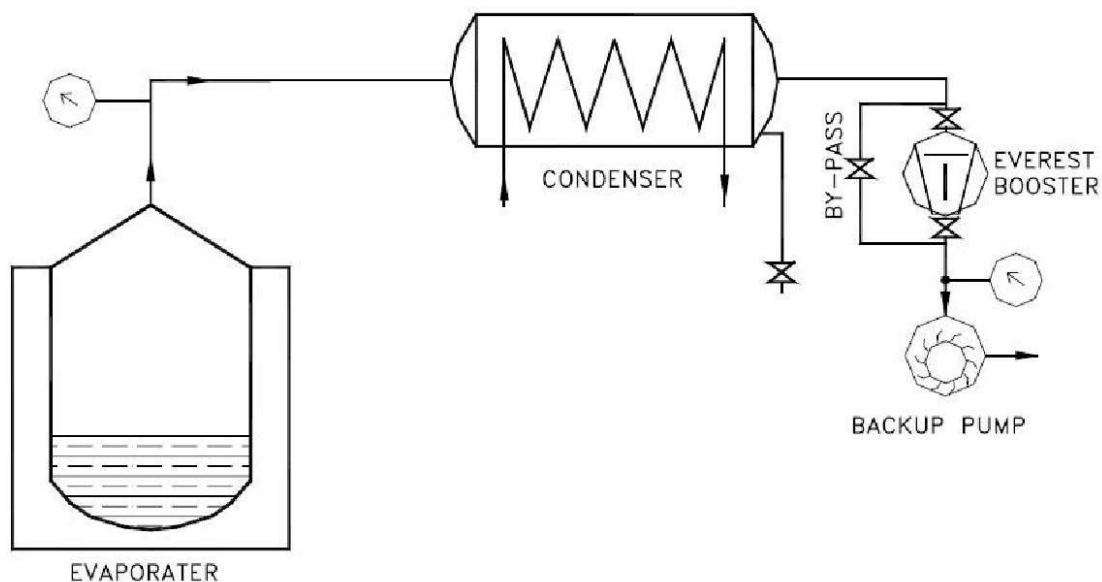 CONDENSER
BY-PASS
EVEREST
BOOSTER
BACKUP PUMP
EVAPORATER